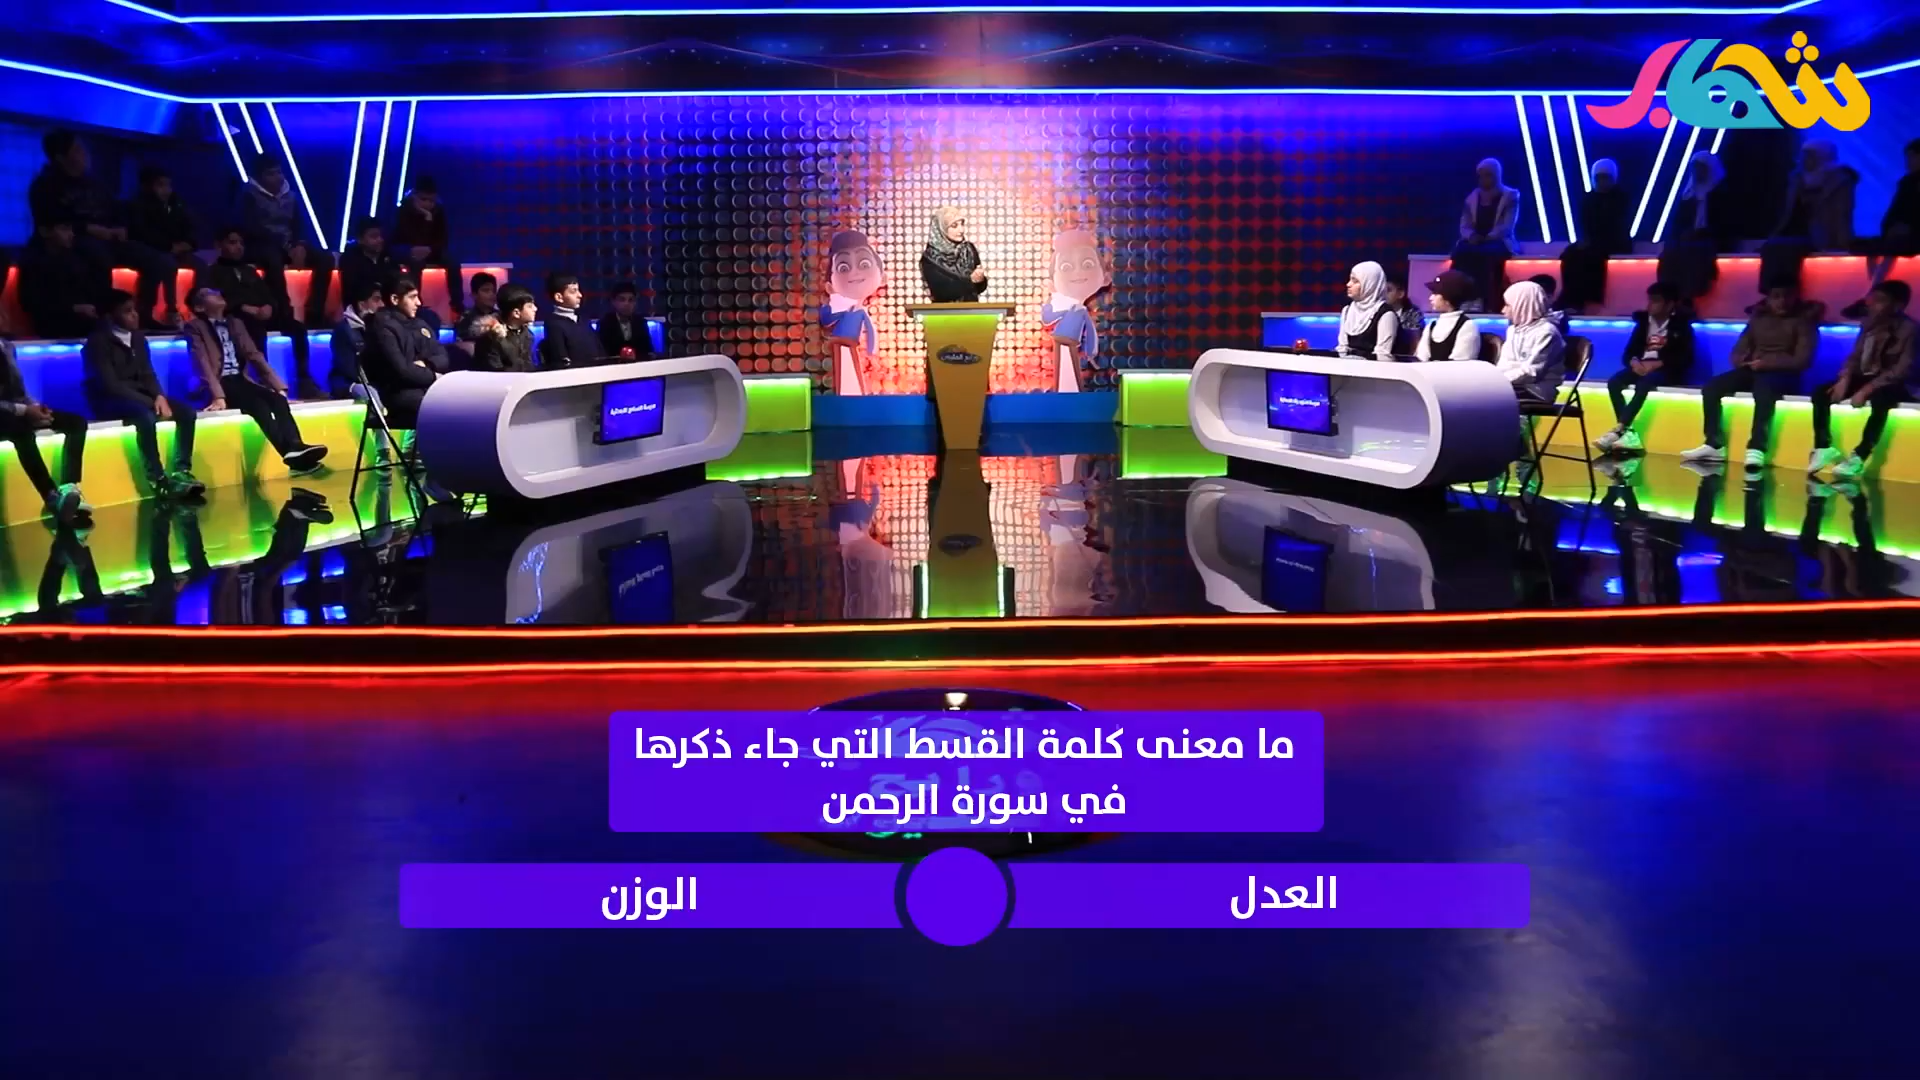 شهاب
ما معنى كلمة القسط التي جاء ذكرها
في سورة الرحمن
العدل
الوزن